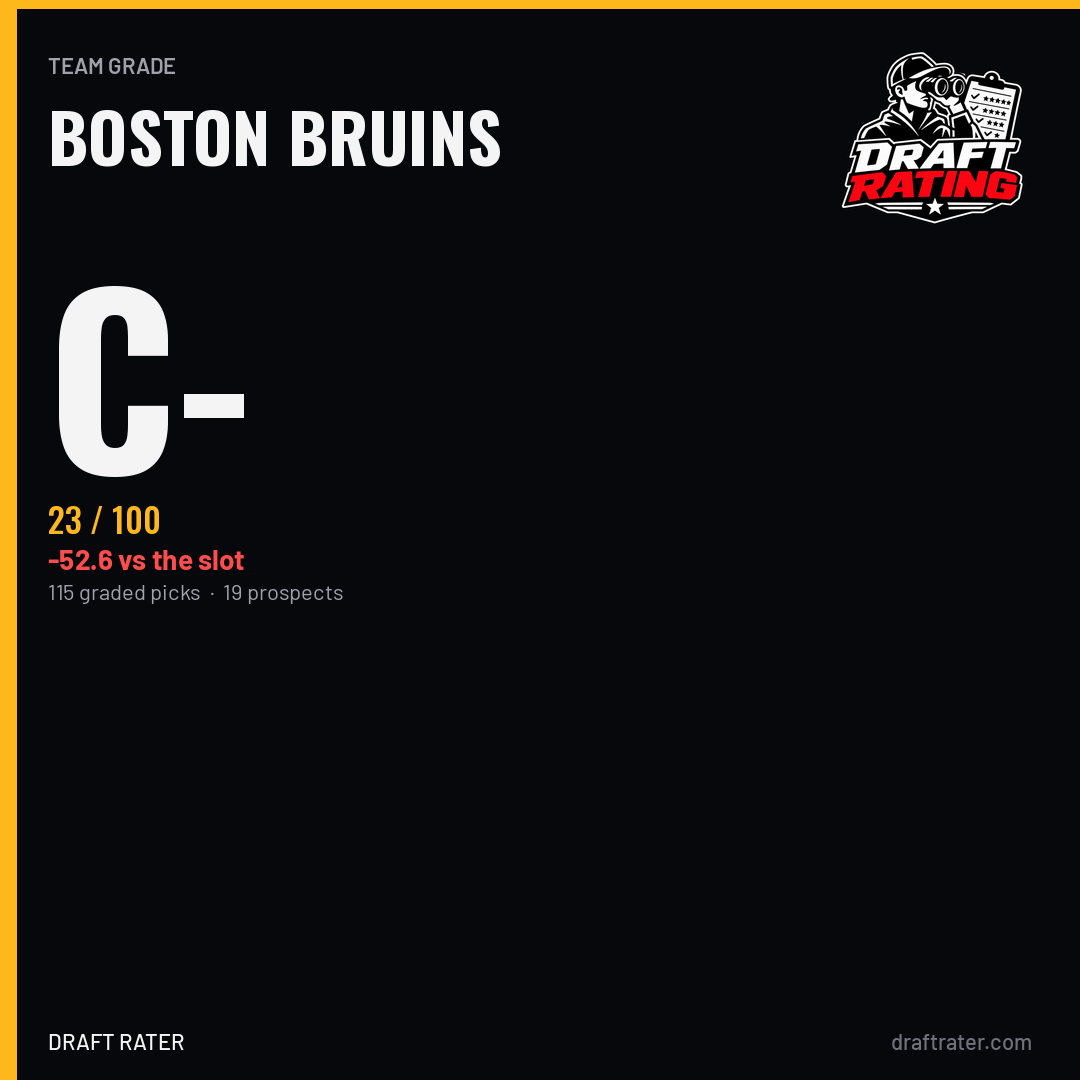 TEAM GRADE
BOSTON BRUINS
DRAFT
RATING
C-
23 / 100
-52.6 vs the slot
115 graded picks · 19 prospects
DRAFT RATER
draftrater.com